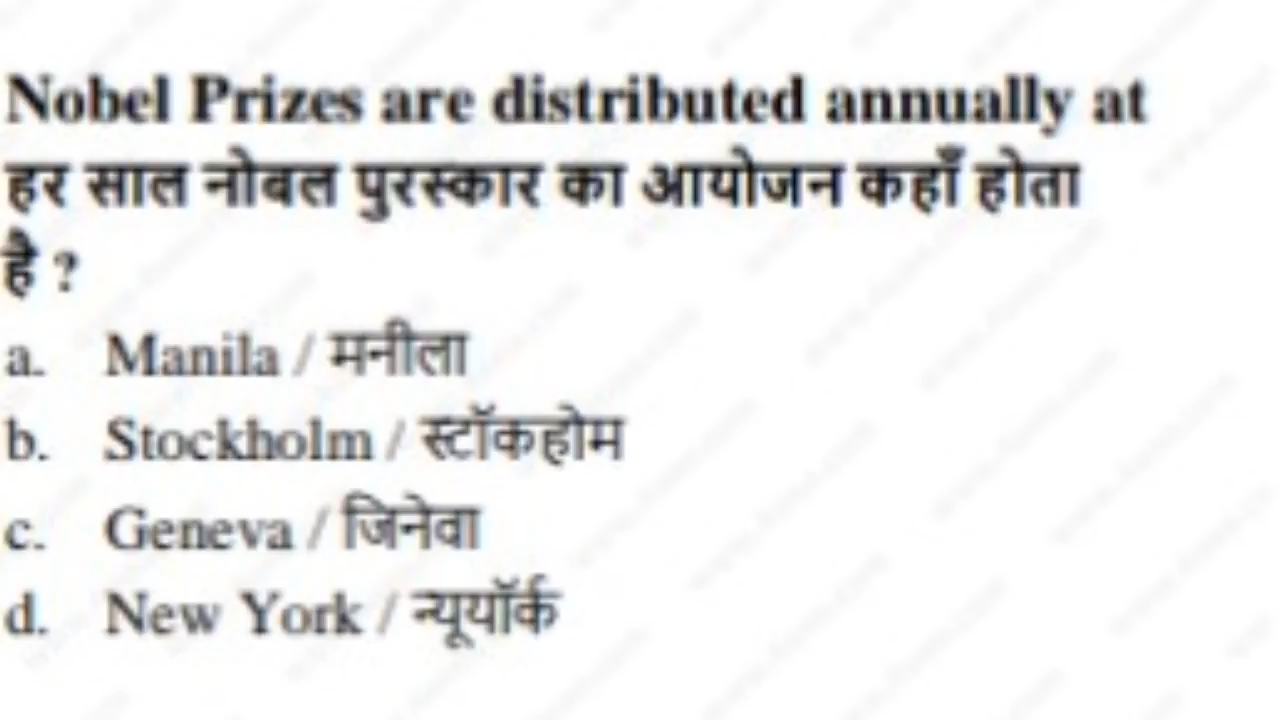 Nobel Prizes are distributed annually at
हर साल नोबल पुरस्कार का आयोजन कहाँ होता
है ?
a. Manila / मनीला
b. Stockholm / स्टॉकहोम
c. Geneva / जिनेवा
d. New York / न्यूयॉर्क